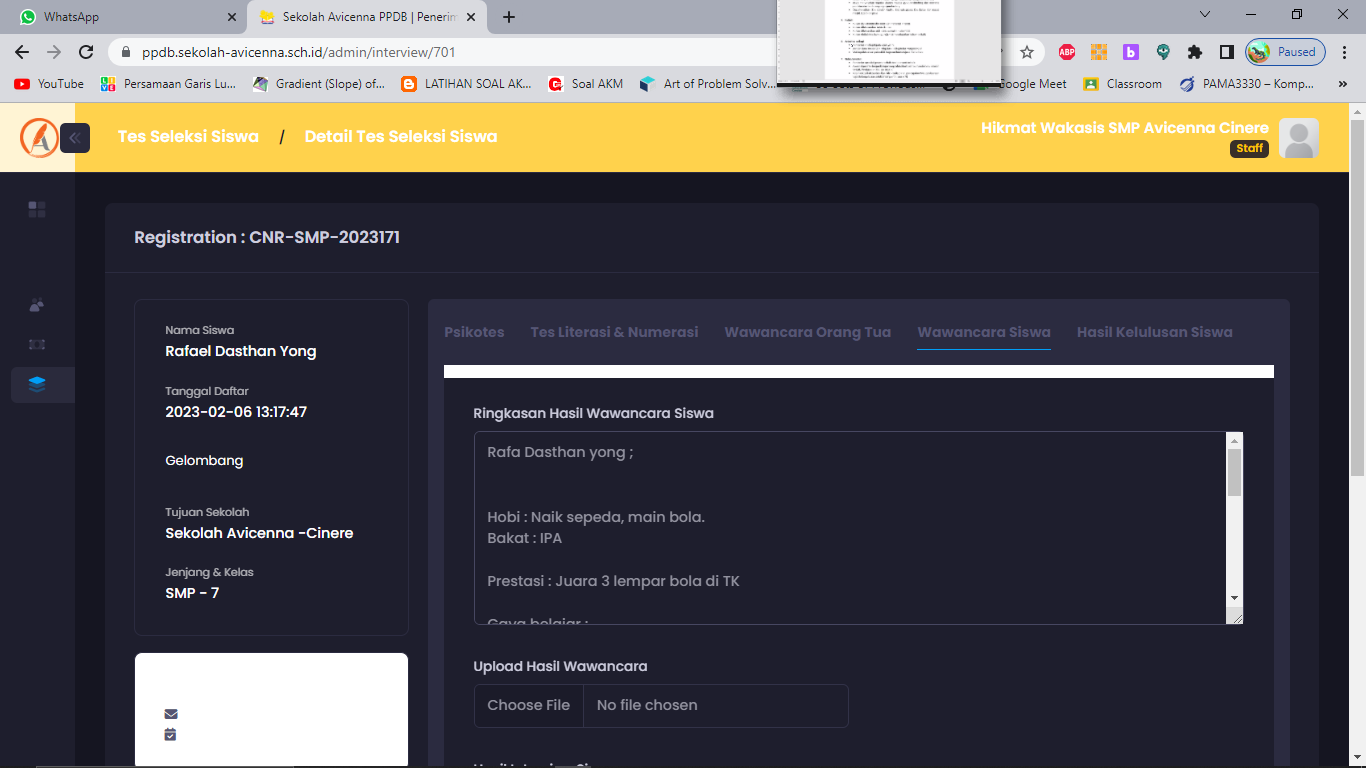 WhatsApp
Sekolah Avicenna PPDB | Penerim
ppdb.sekolah-avicenna.sch.id/admin/interview/701
ABP
b
Paused
YouTube
Persamaan Garis Lu...
Gradient (Slope) of...
LATIHAN SOAL AK...
Soal AKM
Art of Problem Solv...
Google Meet
Classroom
PAMA3330 – Komp...
Tes Seleksi Siswa / Detail Tes Seleksi Siswa
Hikmat Wakasis SMP Avicenna Cinere
Staff
Registration : CNR-SMP-2023171
Nama Siswa
Rafael Dasthan Yong
Tanggal Daftar
2023-02-06 13:17:47
Gelombang
Tujuan Sekolah
Sekolah Avicenna -Cinere
Jenjang & Kelas
SMP - 7
Psikotes
Tes Literasi & Numerasi
Wawancara Orang Tua
Wawancara Siswa
Hasil Kelulusan Siswa
Ringkasan Hasil Wawancara Siswa
Rafa Dasthan yong ;
Hobi : Naik sepeda, main bola.
Bakat : IPA
Prestasi : Juara 3 lempar bola di TK
Gaya belajar :
Upload Hasil Wawancara
Choose File No file chosen